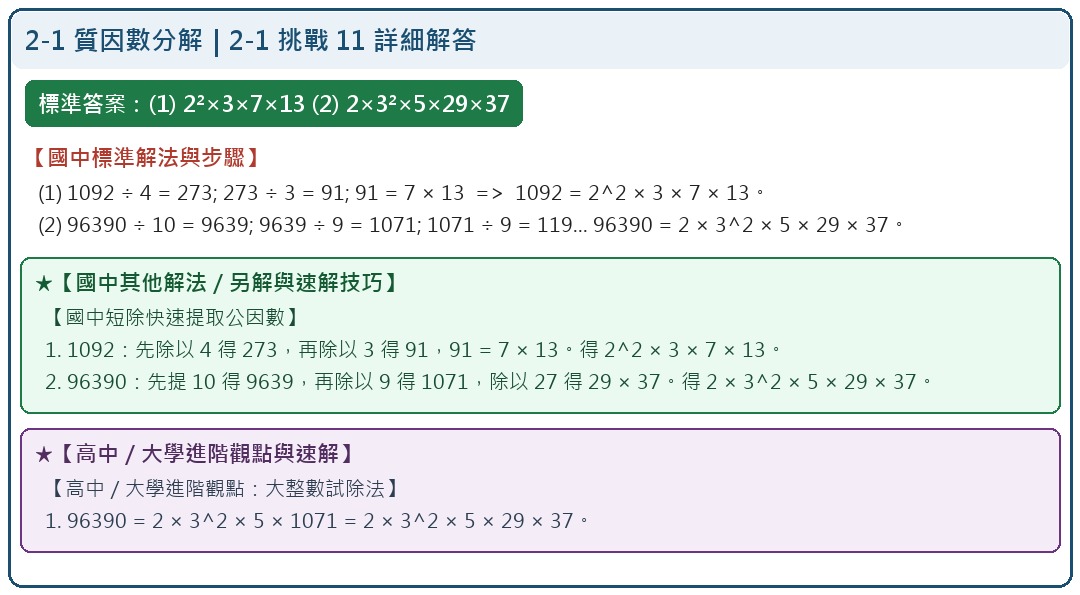 2-1 質因數分解 | 2-1 挑戰 11 詳細解答
標準答案：(1) 2²×3×7×13 (2) 2×3²×5×29×37
【國中標準解法與步驟】
(1) 1092 ÷ 4 = 273; 273 ÷ 3 = 91; 91 = 7 × 13 => 1092 = 2^2 × 3 × 7 × 13。
(2) 96390 ÷ 10 = 9639; 9639 ÷ 9 = 1071; 1071 ÷ 9 = 119... 96390 = 2 × 3^2 × 5 × 29 × 37。
★【國中其他解法 / 另解與速解技巧】
【國中短除快速提取公因數】
1. 1092：先除以 4 得 273，再除以 3 得 91，91 = 7 × 13。得 2^2 × 3 × 7 × 13。
2. 96390：先提 10 得 9639，再除以 9 得 1071，除以 27 得 29 × 37。得 2 × 3^2 × 5 × 29 × 37。
★【高中 / 大學進階觀點與速解】
【高中 / 大學進階觀點：大整數試除法】
1. 96390 = 2 × 3^2 × 5 × 1071 = 2 × 3^2 × 5 × 29 × 37。